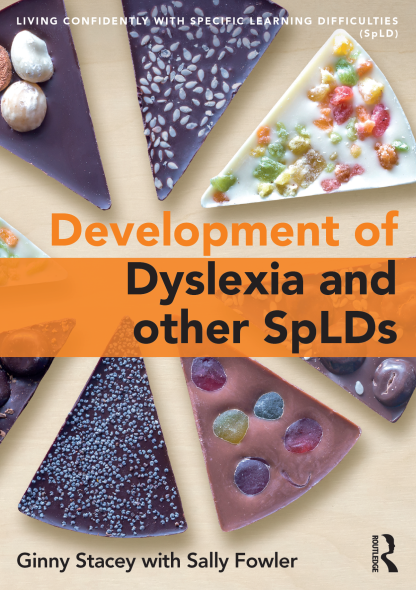 LIVING CONFIDENTLY WITH SPECIFIC LEARNING DIFFICULTIES
(SpLD)
Development of
Dyslexia and
other SpLDs
Ginny Stacey with Sally Fowler
ROUTLEDGE